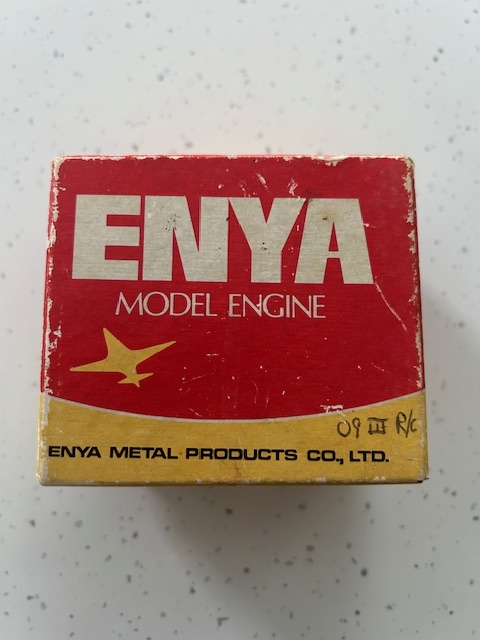 ENYA
MODEL ENGINE
09 III R/C
ENYA METAL PRODUCTS CO., LTD.